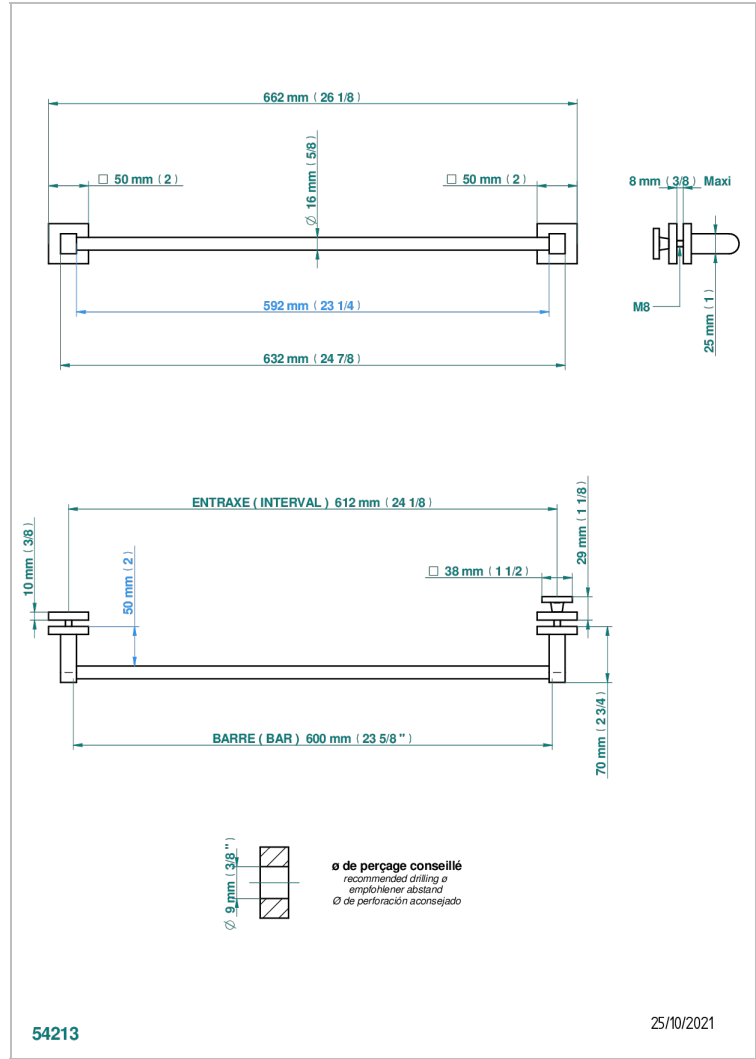 662 mm ( 26 1/8 )
□ 50 mm ( 2 )
Ø 16 mm ( 5/8 )
□ 50 mm ( 2 )
8 mm ( 3/8 ) Maxi
592 mm ( 23 1/4 )
M8
25 mm ( 1 )
632 mm ( 24 7/8 )
ENTRAXE ( INTERVAL ) 612 mm ( 24 1/8 )
10 mm ( 3/8 )
50 mm ( 2 )
□ 38 mm ( 1 1/2 )
29 mm ( 1 1/8 )
BARRE ( BAR ) 600 mm ( 23 5/8 " )
70 mm ( 2 3/4 )
Ø 9 mm ( 3/8 " )
ø de perçage conseillé
recommended drilling ø
empfohlener abstand
Ø de perforación aconsejado
54213
25/10/2021